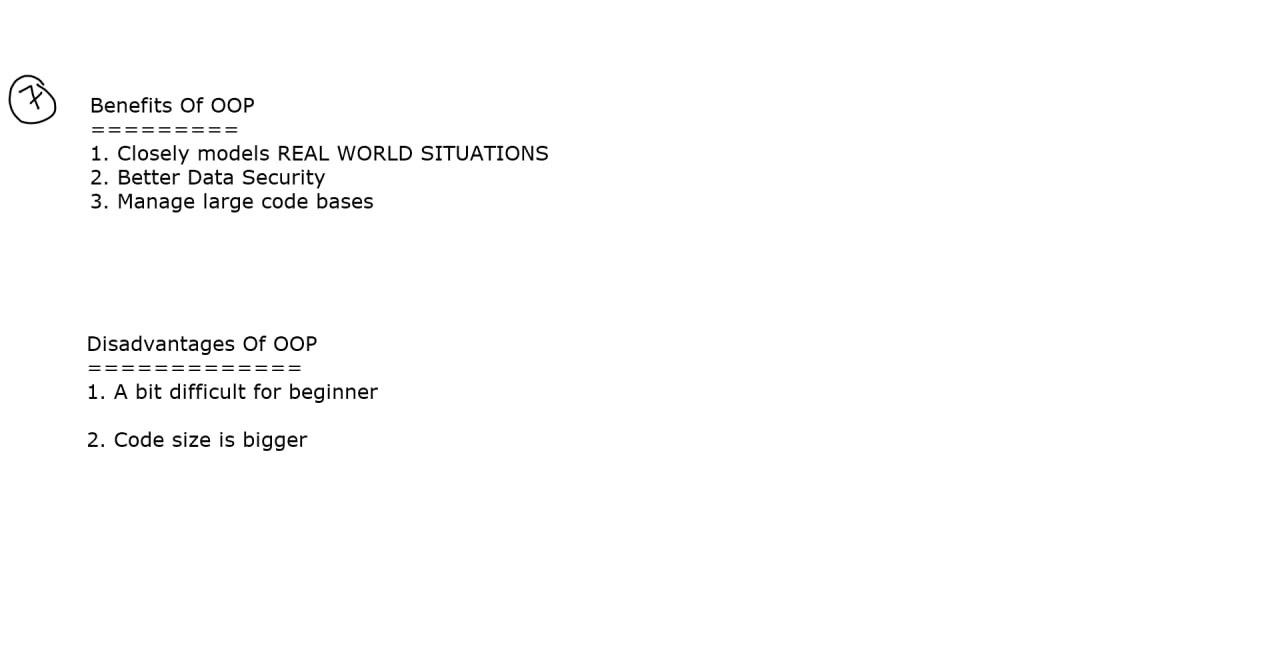 7
Benefits Of OOP
=========
1. Closely models REAL WORLD SITUATIONS
2. Better Data Security
3. Manage large code bases
Disadvantages Of OOP
=============
1. A bit difficult for beginner
2. Code size is bigger